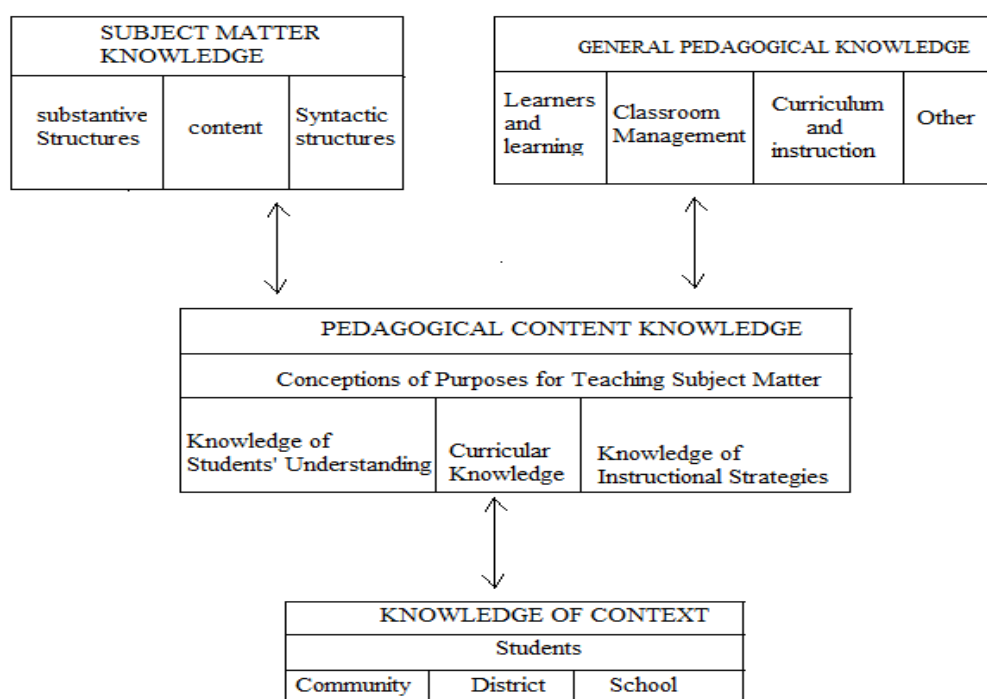 SUBJECT MATTER
KNOWLEDGE
substantive
Structures
content
Syntactic
structures
GENERAL PEDAGOGICAL KNOWLEDGE
Learners
and
learning
Classroom
Management
Curriculum
and
instruction
Other
PEDAGOGICAL CONTENT KNOWLEDGE
Conceptions of Purposes for Teaching Subject Matter
Knowledge of
Students' Understanding
Curricular
Knowledge
Knowledge of
Instructional Strategies
KNOWLEDGE OF CONTEXT
Students
Community
District
School